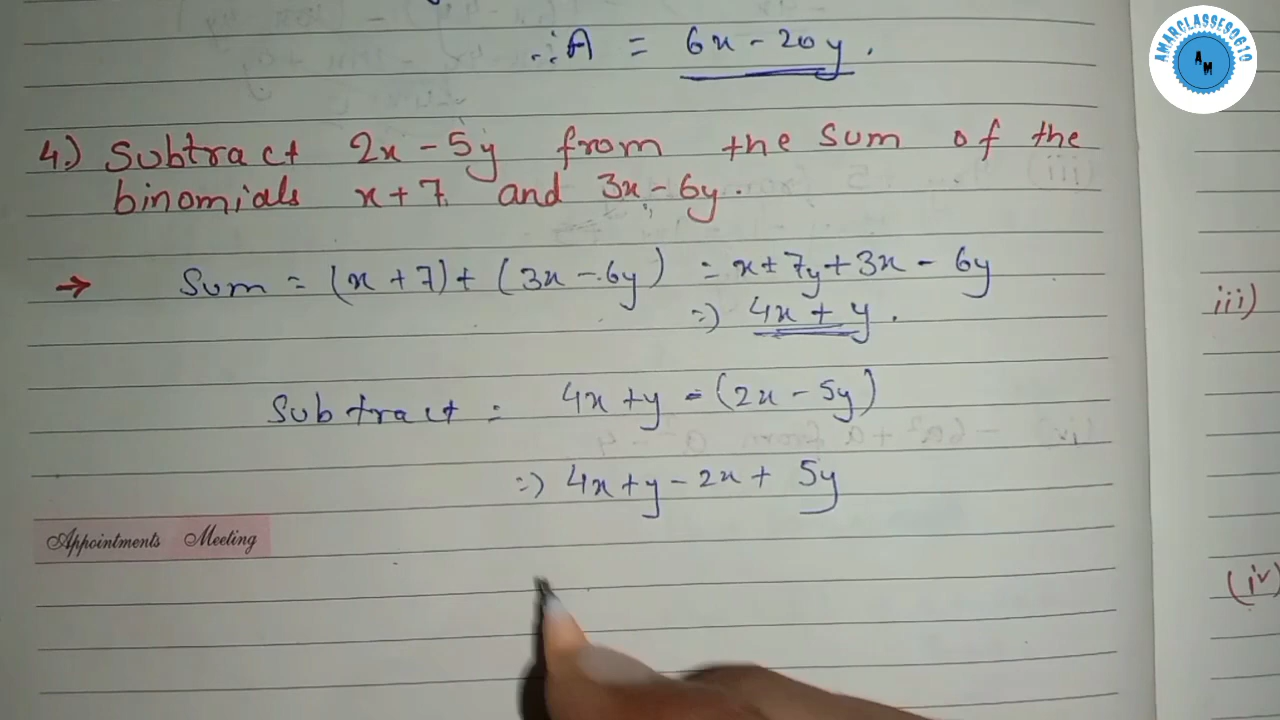 ∴ A = 6x - 20y.
AMARCLASSES0610
AM
4.) Subtract 2x - 5y from the sum of the
binomials x + 7 and 3x - 6y.
→ Sum = (x + 7) + (3x - 6y) = x + 7y + 3x - 6y
⇒ 4x + y.
iii)
Subtract = 4x + y - (2x - 5y)
⇒ 4x + y - 2x + 5y
Appointments Meeting
(iv)